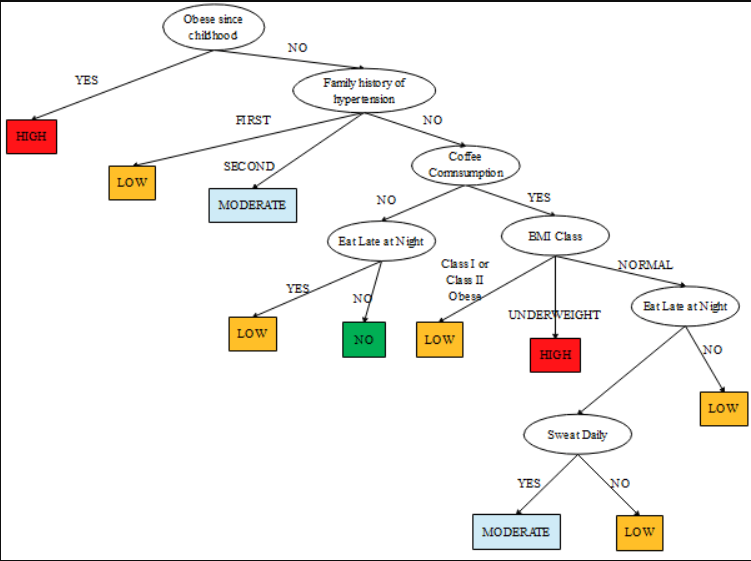 Obese since
childhood
NO
YES
Family history of
hypertension
HIGH
FIRST
NO
SECOND
LOW
MODERATE
Coffee
Comnsumption
NO
YES
Eat Late at Night
BMI Class
Class I or
Class II
Obese
NORMAL
YES
NO
UNDERWEIGHT
Eat Late at Night
LOW
NO
LOW
HIGH
NO
LOW
Sweat Daily
YES
NO
MODERATE
LOW